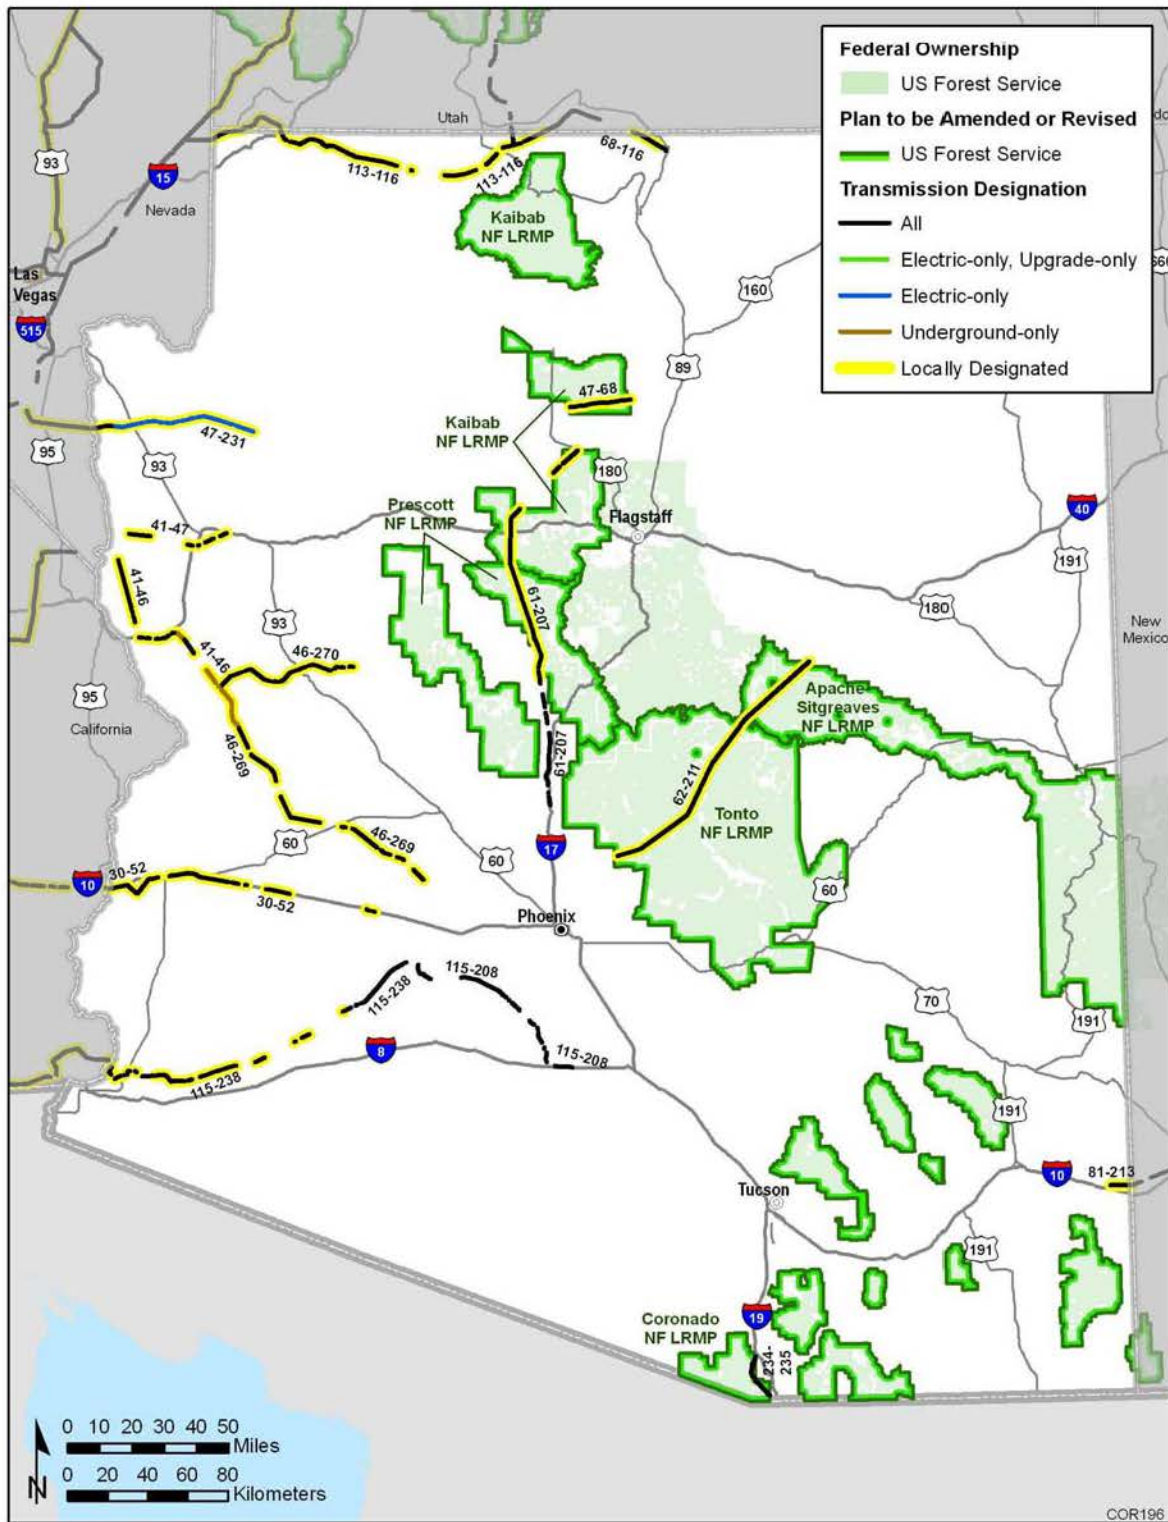 Federal Ownership
US Forest Service
Plan to be Amended or Revised
US Forest Service
Transmission Designation
All
Electric-only, Upgrade-only
Electric-only
Underground-only
Locally Designated
Utah
93
15
Nevada
113-116
113-116
68-116
Kaibab
NF LRMP
Las
Vegas
515
160
89
47-68
Kaibab
NF LRMP
95
47-231
93
180
Prescott
NF LRMP
Flagstaff
40
41-47
191
41-46
61-207
180
New
Mexico
93
41-46
46-270
95
California
Apache
Sitgreaves
NF LRMP
46-269
61-207
62-211
Tonto
NF LRMP
60
46-269
17
60
60
10
30-52
30-52
Phoenix
115-238
115-208
70
191
8
115-208
115-238
191
81-213
10
Tucson
191
Coronado
NF LRMP
19
234-
235
0 10 20 30 40 50
Miles
0 20 40 60 80
Kilometers
N
COR196